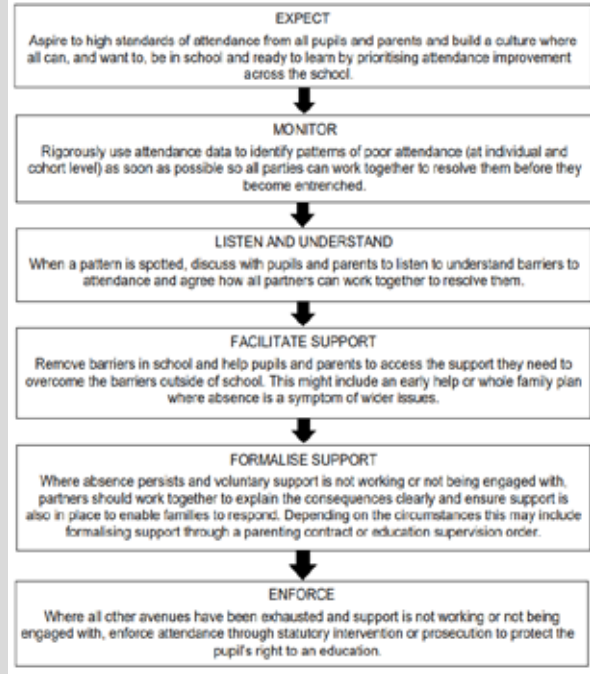 EXPECT
Aspire to high standards of attendance from all pupils and parents and build a culture where
all can, and want to, be in school and ready to learn by prioritising attendance improvement
across the school.
MONITOR
Rigorously use attendance data to identify patterns of poor attendance (at individual and
cohort level) as soon as possible so all parties can work together to resolve them before they
become entrenched.
LISTEN AND UNDERSTAND
When a pattern is spotted, discuss with pupils and parents to listen to understand barriers to
attendance and agree how all partners can work together to resolve them.
FACILITATE SUPPORT
Remove barriers in school and help pupils and parents to access the support they need to
overcome the barriers outside of school. This might include an early help or whole family plan
where absence is a symptom of wider issues.
FORMALISE SUPPORT
Where absence persists and voluntary support is not working or not being engaged with,
partners should work together to explain the consequences clearly and ensure support is
also in place to enable families to respond. Depending on the circumstances this may include
formalising support through a parenting contract or education supervision order.
ENFORCE
Where all other avenues have been exhausted and support is not working or not being
engaged with, enforce attendance through statutory intervention or prosecution to protect the
pupil's right to an education.